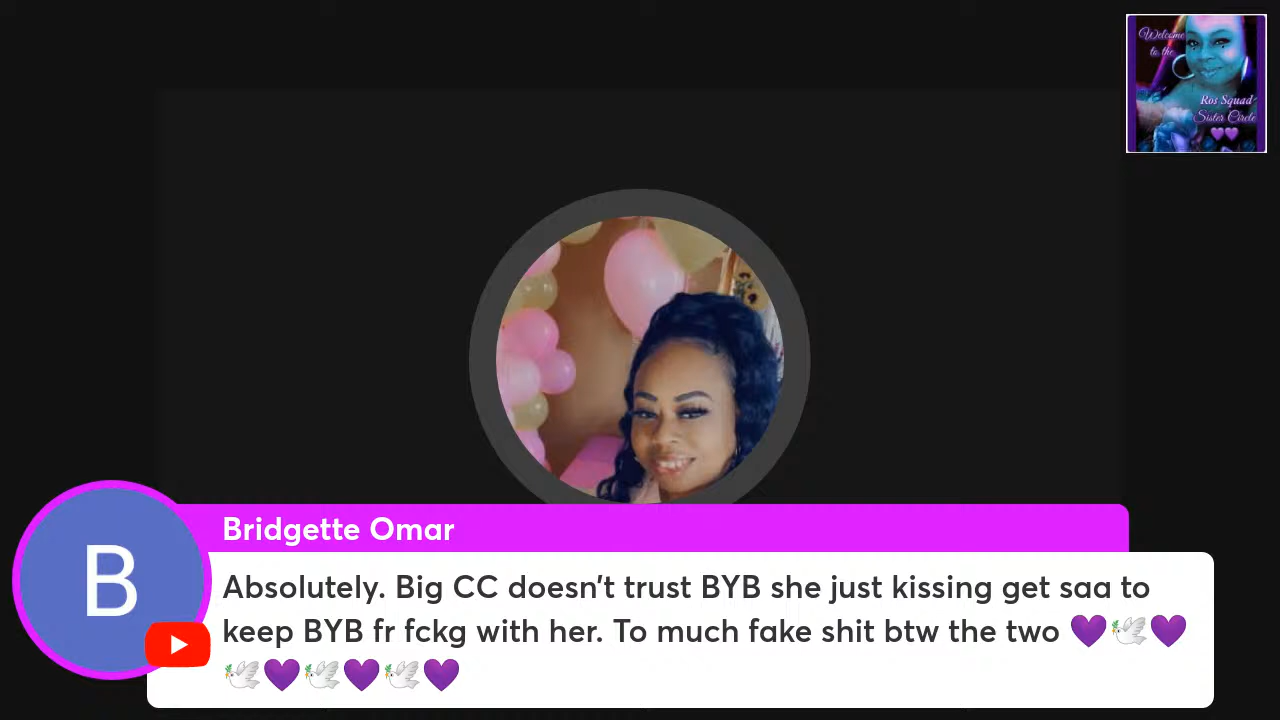 Welcome
to the
Ros Squad
Sister Circle
💜💜
Bridgette Omar
B
Absolutely. Big CC doesn't trust BYB she just kissing get saa to
keep BYB fr fckg with her. To much fake shit btw the two 💜🕊️💜
🕊️💜🕊️💜🕊️💜